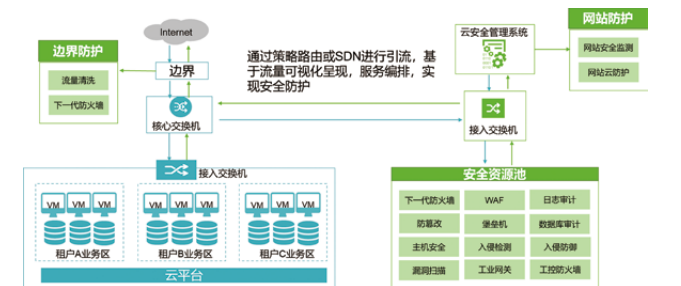 Internet
边界防护
流量清洗
下一代防火墙
边界
核心交换机
通过策略路由或SDN进行引流，基
于流量可视化呈现，服务编排，实
现安全防护
云安全管理系统
网站防护
网站安全监测
网站云防护
接入交换机
接入交换机
VM VM VM
VM VM VM
VM VM VM
租户A业务区
租户B业务区
租户C业务区
云平台
安全资源池
下一代防火墙 WAF 日志审计
防篡改 堡垒机 数据库审计
主机安全 入侵检测 入侵防御
漏洞扫描 工业网关 工控防火墙